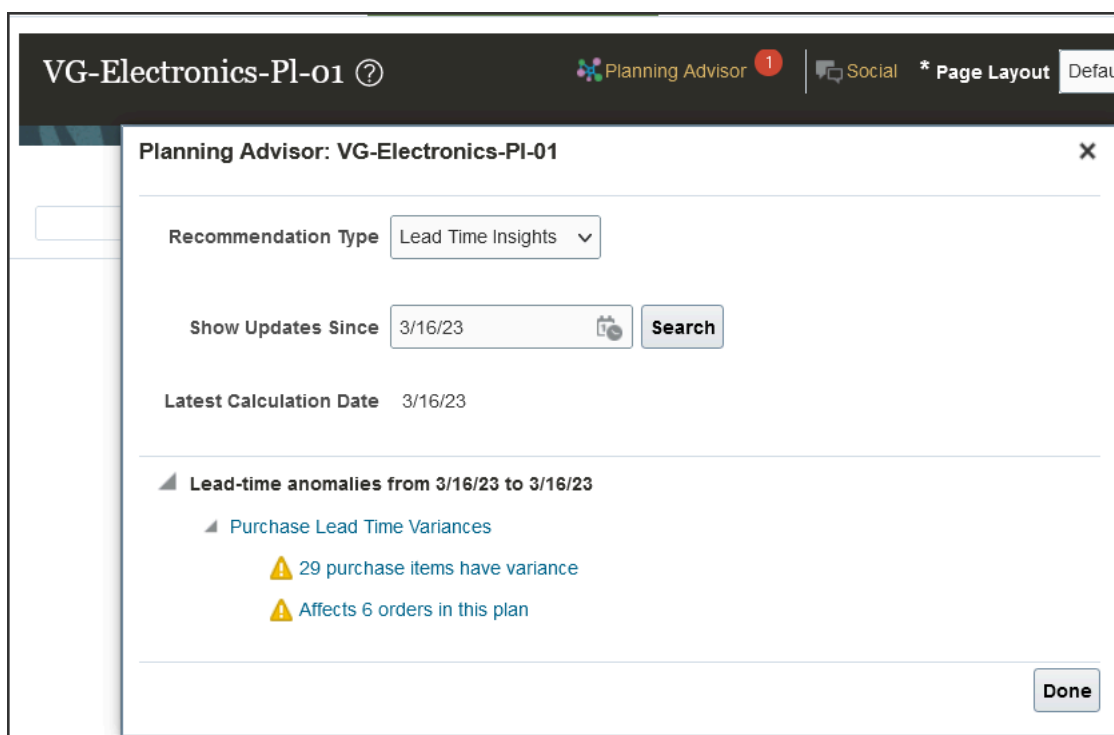 VG-Electronics-Pl-01 ? Planning Advisor 1 Social * Page Layout Defau
Planning Advisor: VG-Electronics-Pl-01
Recommendation Type Lead Time Insights
Show Updates Since 3/16/23 Search
Latest Calculation Date 3/16/23
Lead-time anomalies from 3/16/23 to 3/16/23
Purchase Lead Time Variances
29 purchase items have variance
Affects 6 orders in this plan
Done